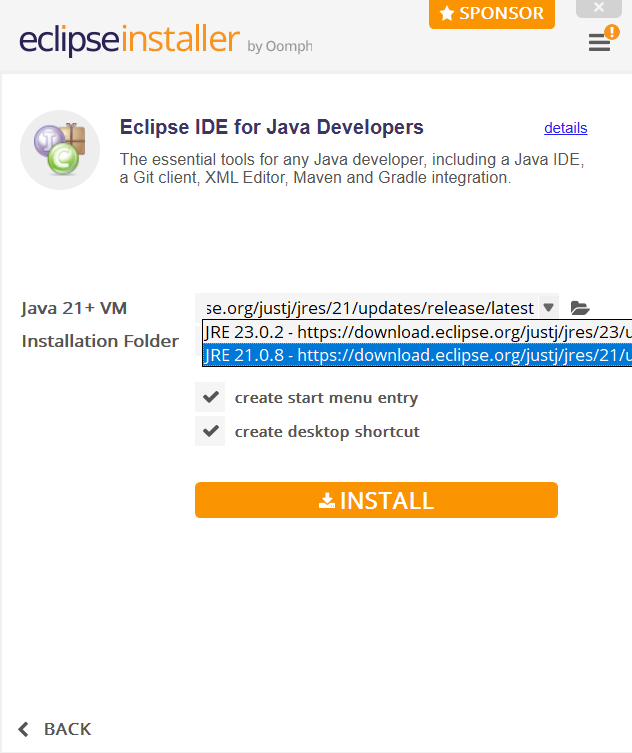 SPONSOR
eclipseinstaller by Oomph
!
Eclipse IDE for Java Developers
details
The essential tools for any Java developer, including a Java IDE,
a Git client, XML Editor, Maven and Gradle integration.
Java 21+ VM
se.org/justj/jres/21/updates/release/latest
JRE 23.0.2 - https://download.eclipse.org/justj/jres/23/u
Installation Folder
JRE 21.0.8 - https://download.eclipse.org/justj/jres/21/u
create start menu entry
create desktop shortcut
INSTALL
BACK